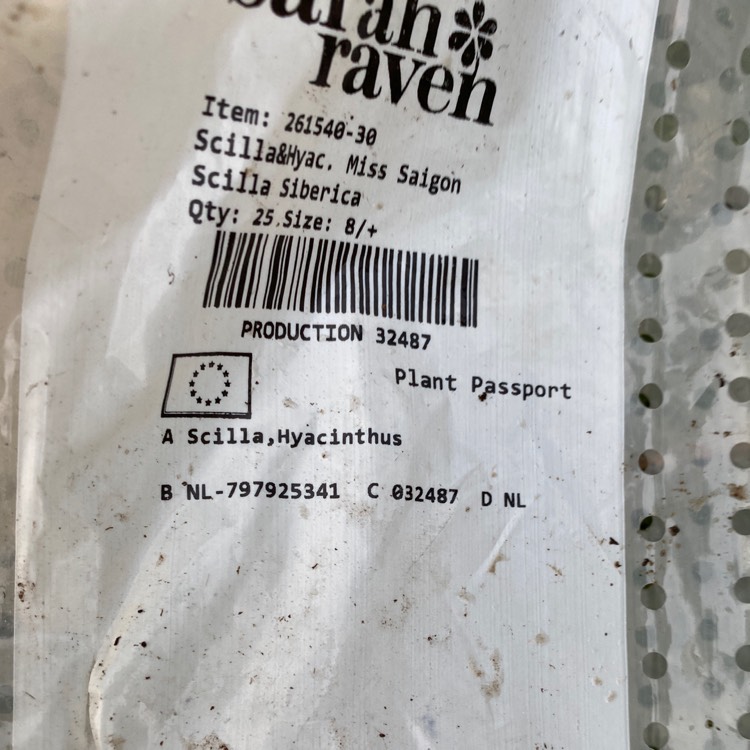 sarah
raven
Item: 261540-30
Scilla&Hyac. Miss Saigon
Scilla Siberica
Qty: 25.Size: 8/+
PRODUCTION 32487
Plant Passport
A Scilla,Hyacinthus
B NL-797925341 C 032487 D NL